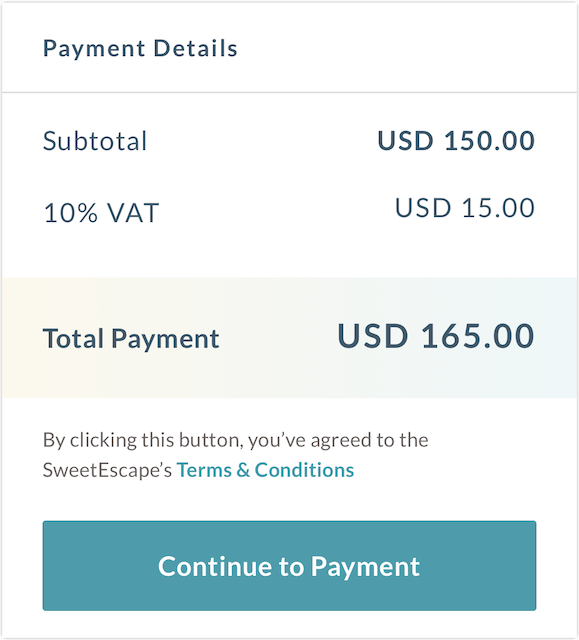 Payment Details
Subtotal USD 150.00
10% VAT USD 15.00
Total Payment USD 165.00
By clicking this button, you’ve agreed to the
SweetEscape’s Terms & Conditions
Continue to Payment